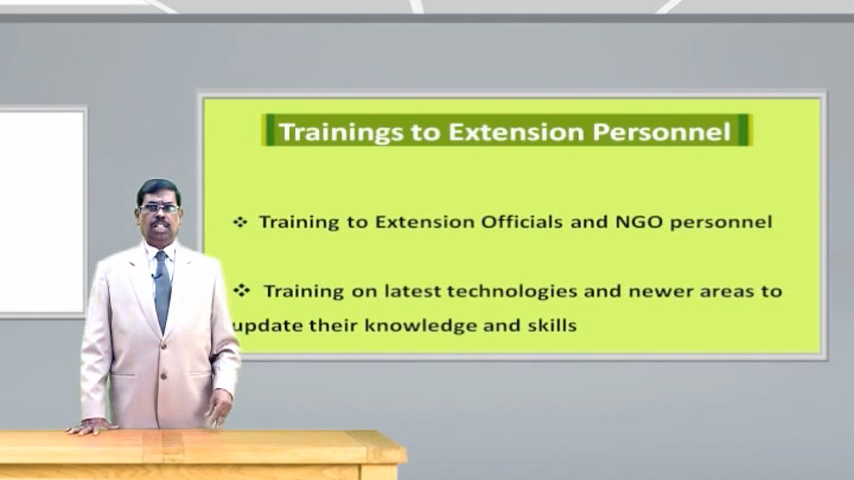 Trainings to Extension Personnel
❖ Training to Extension Officials and NGO personnel
❖ Training on latest technologies and newer areas to
update their knowledge and skills